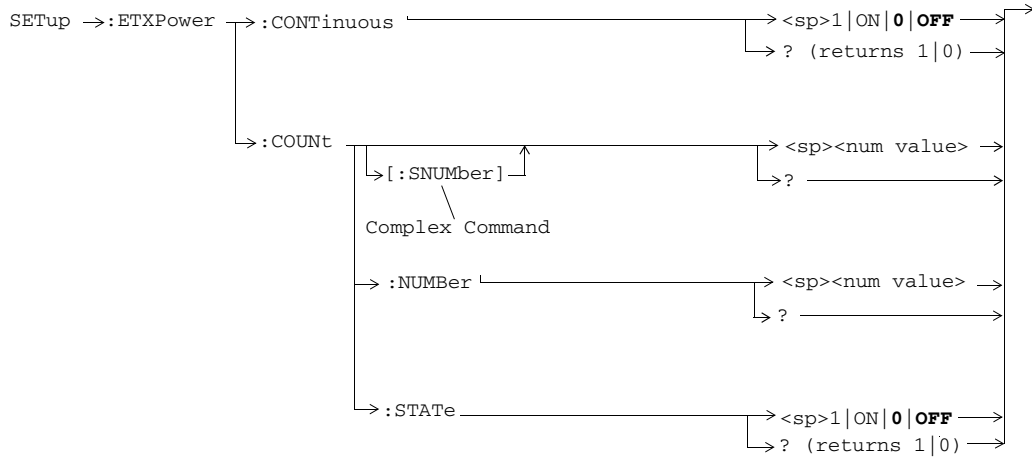 SETup :ETXPower :CONTinuous <sp>1|ON|0|OFF
? (returns 1|0)
:COUNt <sp><num value>
[:SNUMber] ?
Complex Command
:NUMBer <sp><num value>
?
:STATe <sp>1|ON|0|OFF
? (returns 1|0)